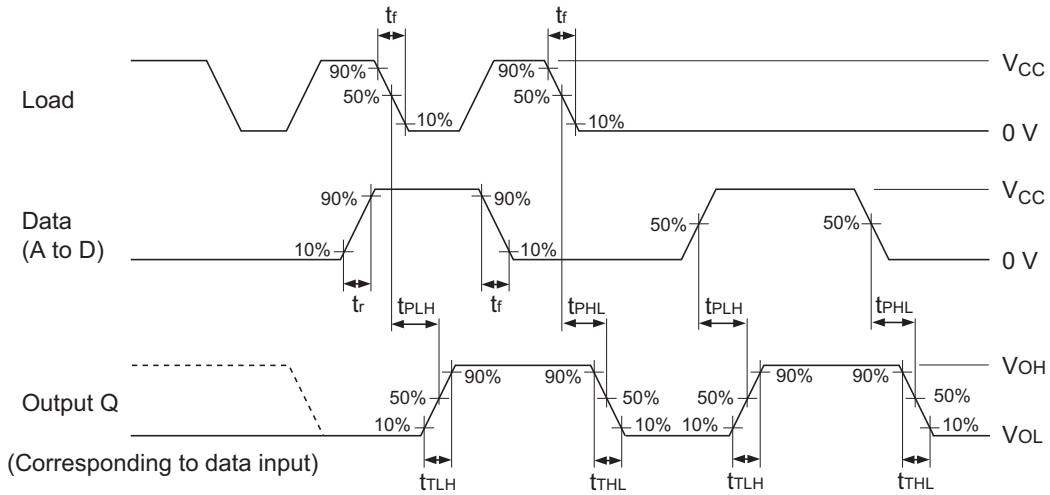 tf tf
90% 90% VCC
Load 50% 50%
10% 10% 0 V
90% 90% VCC
Data 50% 50%
(A to D) 10% 10% 0 V
tr tf tPLH tPHL tPLH tPHL
90% 90% 90% 90% VOH
Output Q 50% 50% 50% 50%
10% 10% 10% 10% VOL
(Corresponding to data input)
tTLH tTHL tTLH tTHL